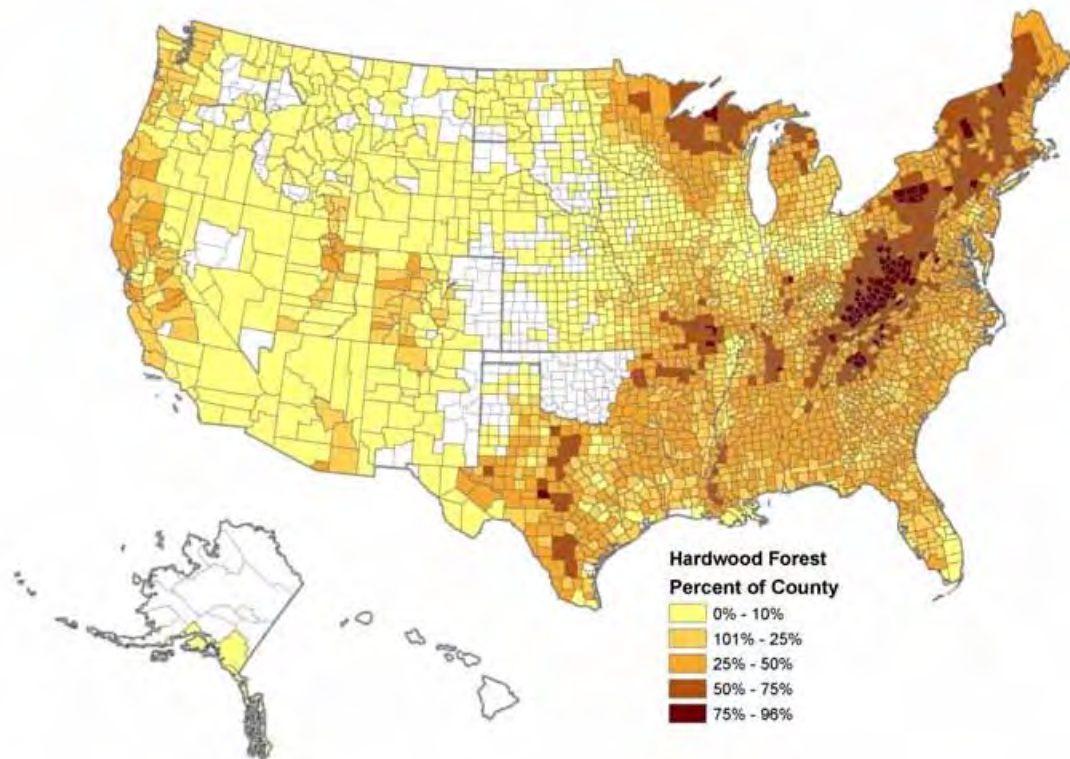 Hardwood Forest
Percent of County
0% - 10%
101% - 25%
25% - 50%
50% - 75%
75% - 96%